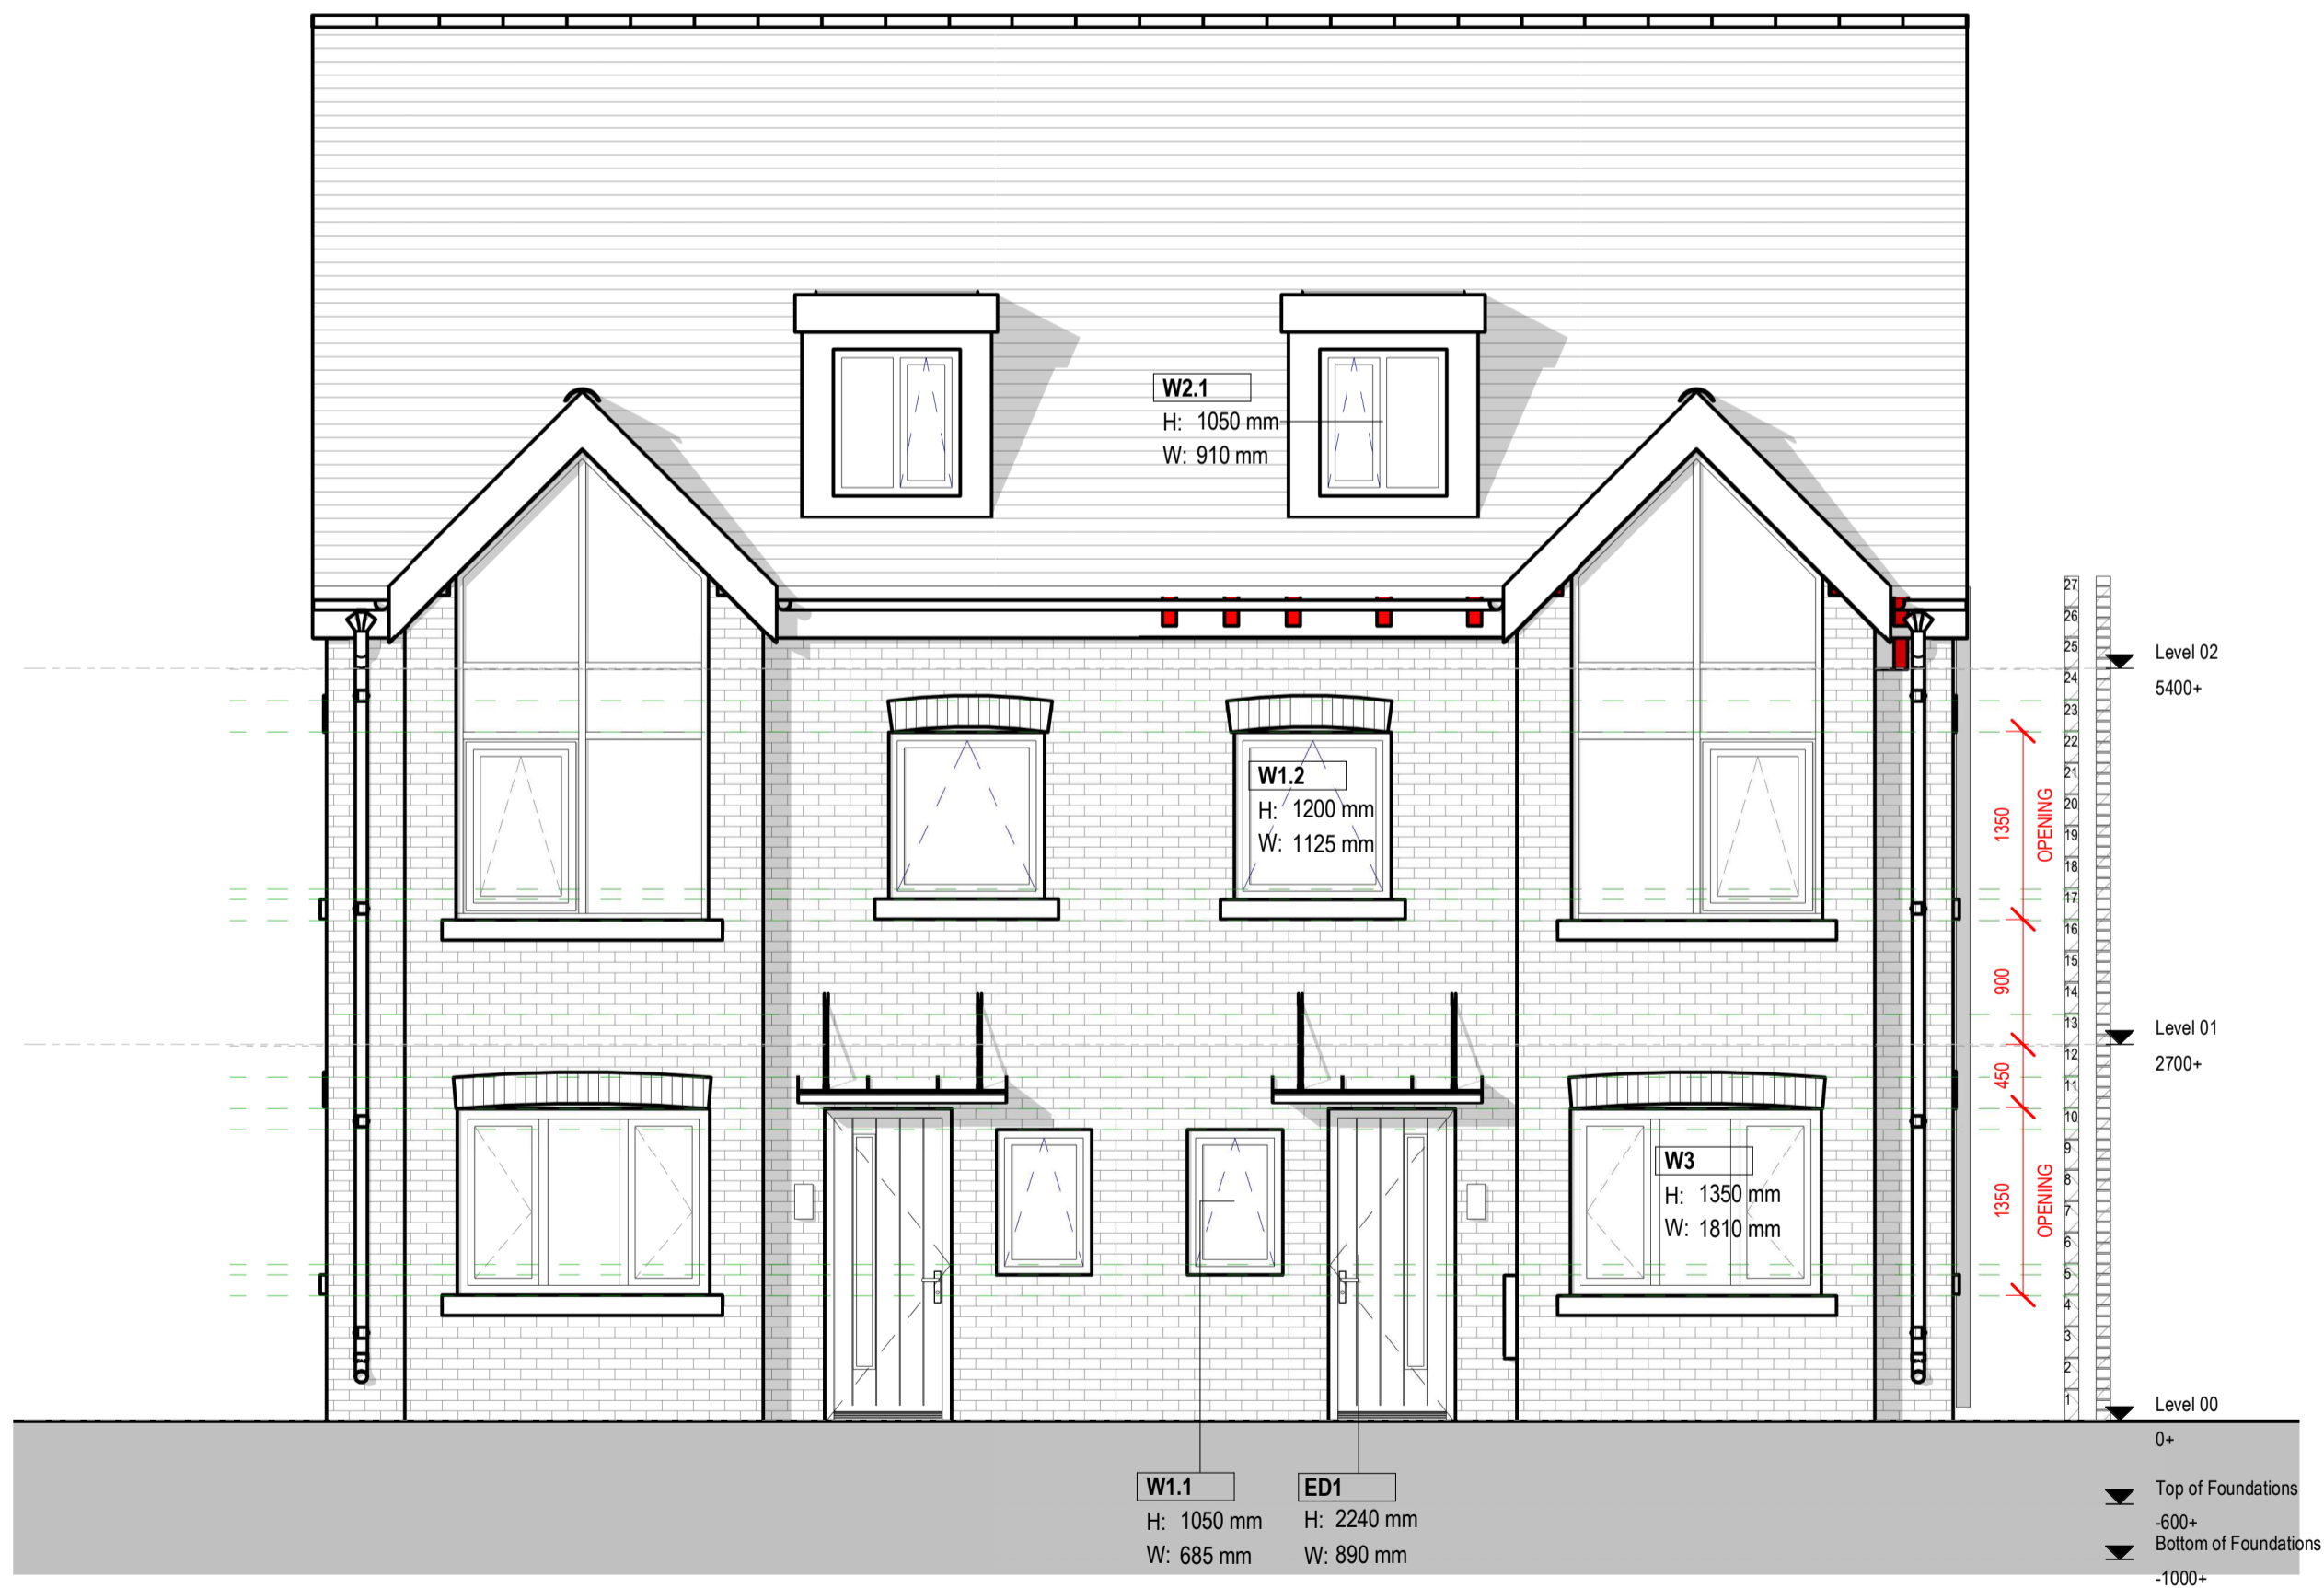 W2.1
H: 1050 mm
W: 910 mm
27
26
25
Level 02
5400+
24
23
22
21
20
19
18
17
16
15
14
13
12
11
10
9
8
7
6
5
4
3
2
1
W1.2
H: 1200 mm
W: 1125 mm
1350
OPENING
900
Level 01
2700+
450
W3
H: 1350 mm
W: 1810 mm
1350
OPENING
Level 00
0+
W1.1
H: 1050 mm
W: 685 mm
ED1
H: 2240 mm
W: 890 mm
Top of Foundations
-600+
Bottom of Foundations
-1000+